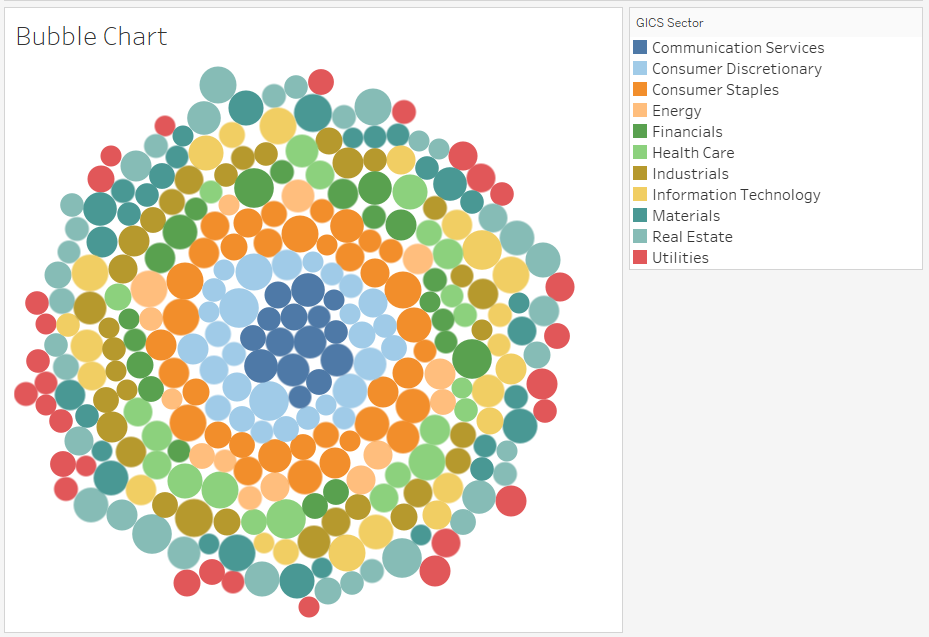 Bubble Chart
GICS Sector
Communication Services
Consumer Discretionary
Consumer Staples
Energy
Financials
Health Care
Industrials
Information Technology
Materials
Real Estate
Utilities